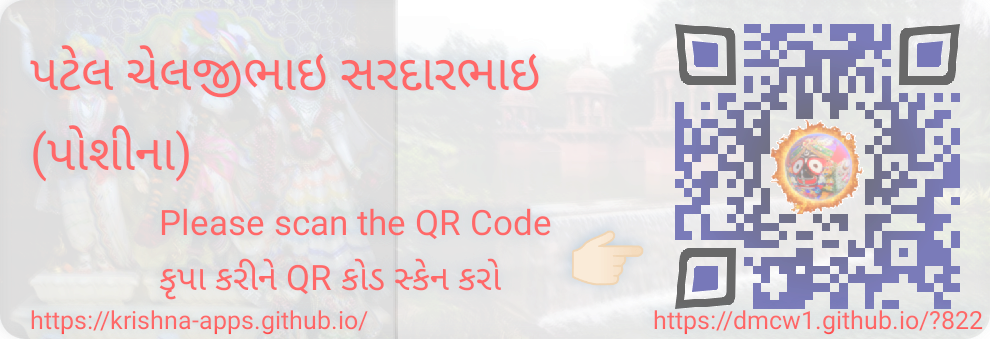 પટેલ ચેલજીભાઇ સરદારભાઇ
(પોશીના)
Please scan the QR Code
કૃપા કરીને QR કોડ સ્કેન કરો
https://krishna-apps.github.io/
https://dmcw1.github.io/?822